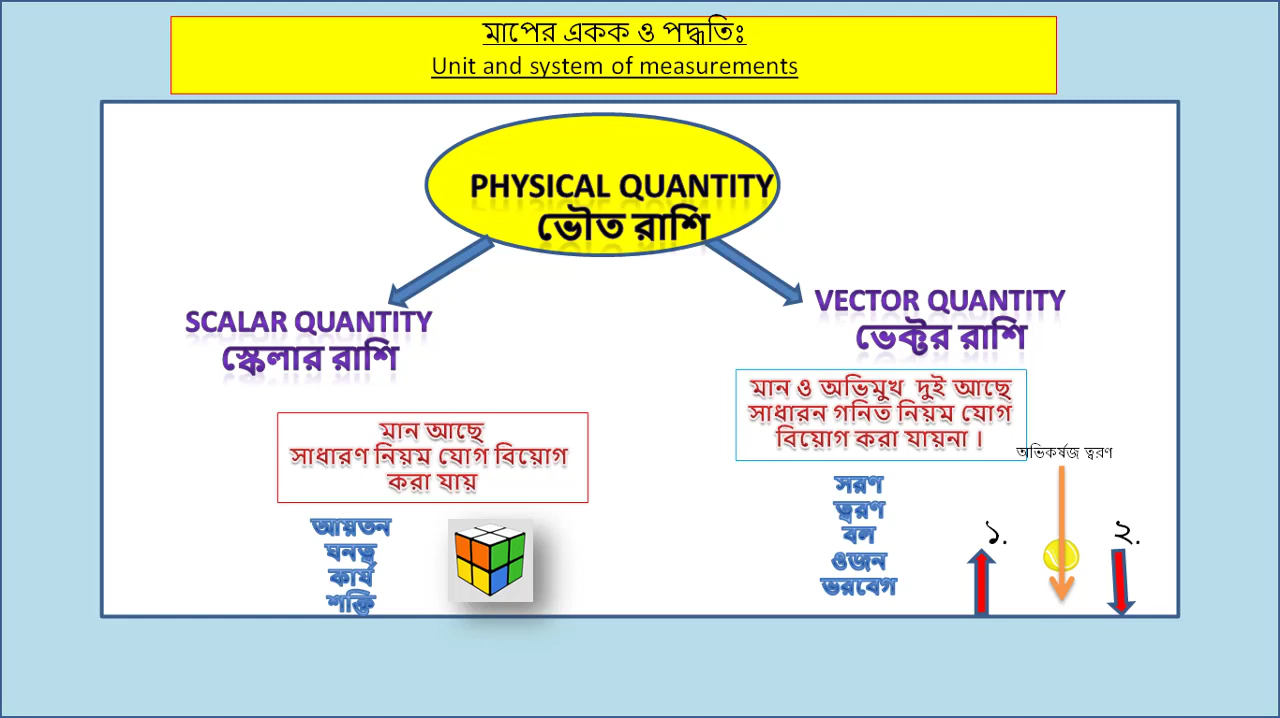 মাপের একক ও পদ্ধতিঃ
Unit and system of measurements
PHYSICAL QUANTITY
ভৌত রাশি
SCALAR QUANTITY
স্কেলার রাশি
মান আছে
সাধারণ নিয়ম যোগ বিয়োগ
করা যায়
আয়তন
ঘনত্ব
কার্য
শক্তি
VECTOR QUANTITY
ভেক্টর রাশি
মান ও অভিমুখ দুই আছে
সাধারন গনিত নিয়ম যোগ
বিয়োগ করা যায়না ।
সরণ
ত্বরণ
বল
ওজন
ভরবেগ
অভিকর্ষজ ত্বরণ
১.
২.